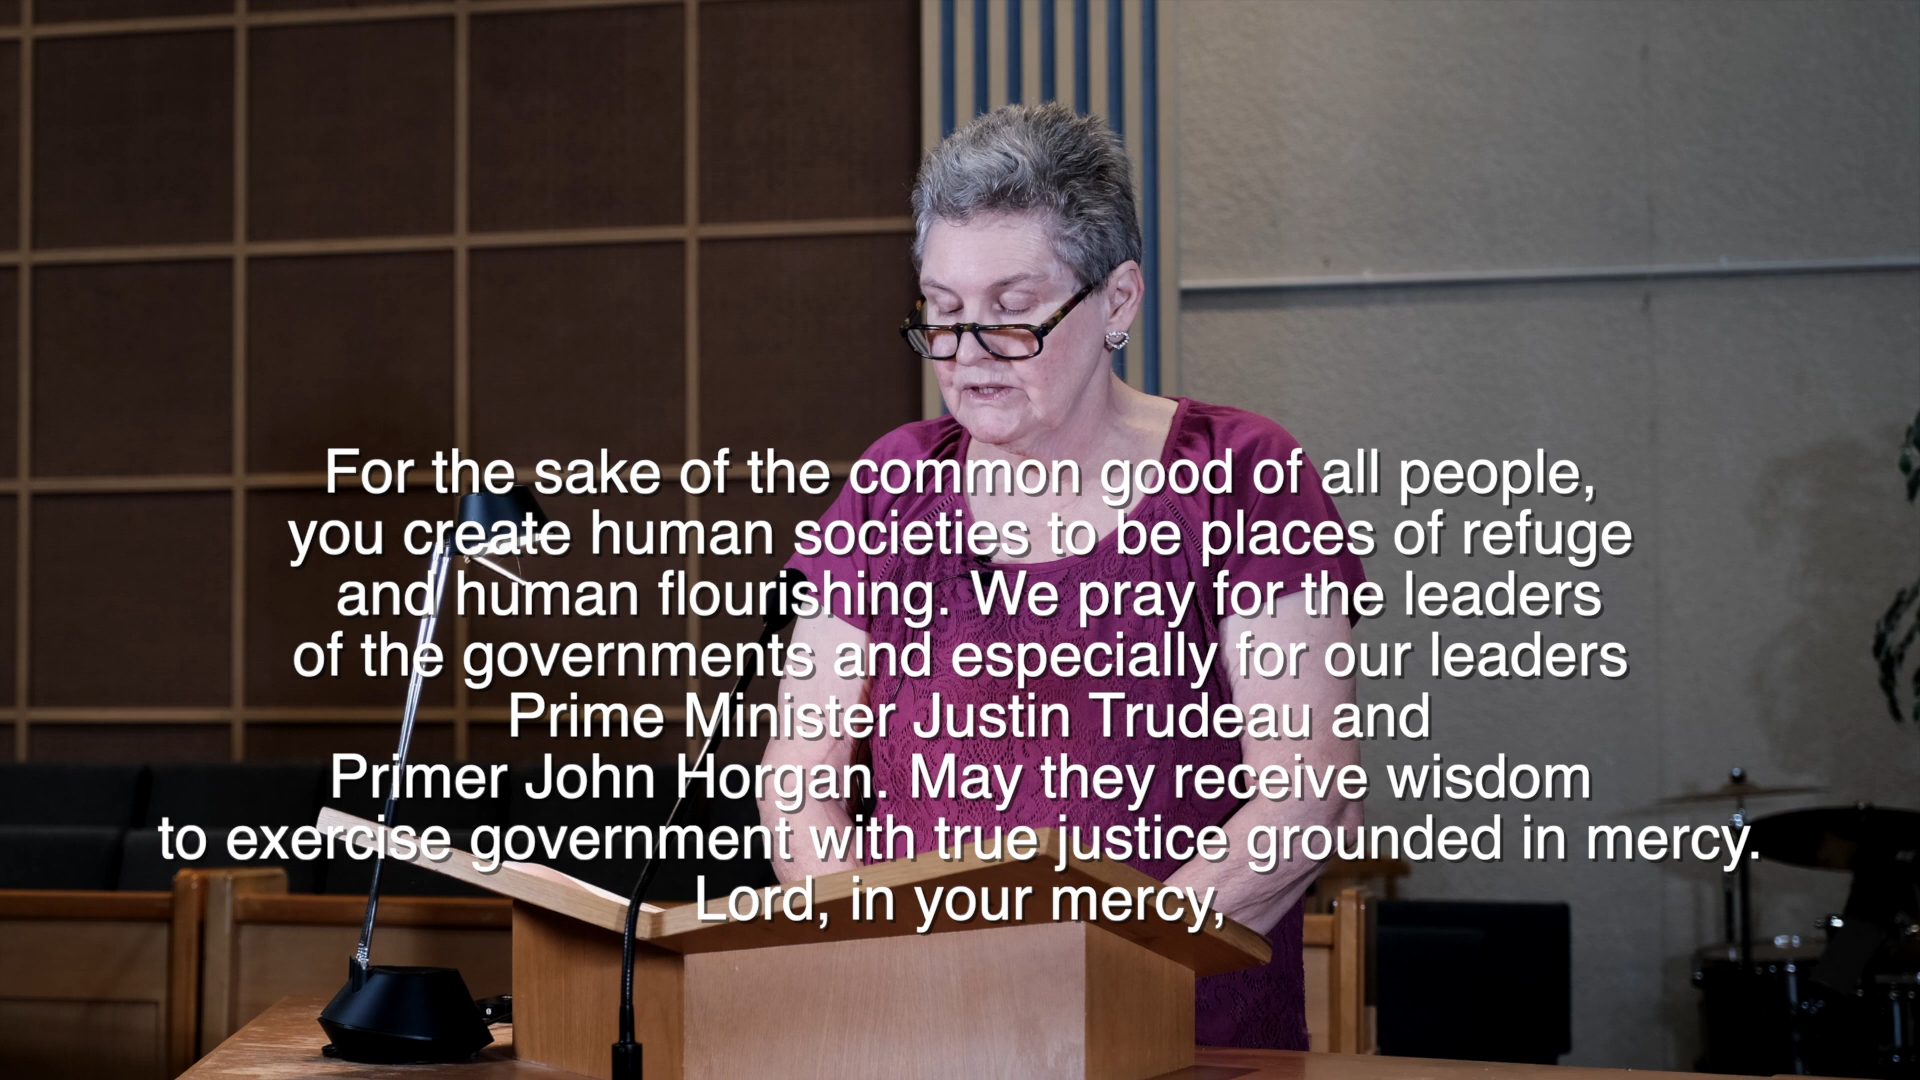 For the sake of the common good of all people,
you create human societies to be places of refuge
and human flourishing. We pray for the leaders
of the governments and especially for our leaders
Prime Minister Justin Trudeau and
Primer John Horgan. May they receive wisdom
to exercise government with true justice grounded in mercy.
Lord, in your mercy,